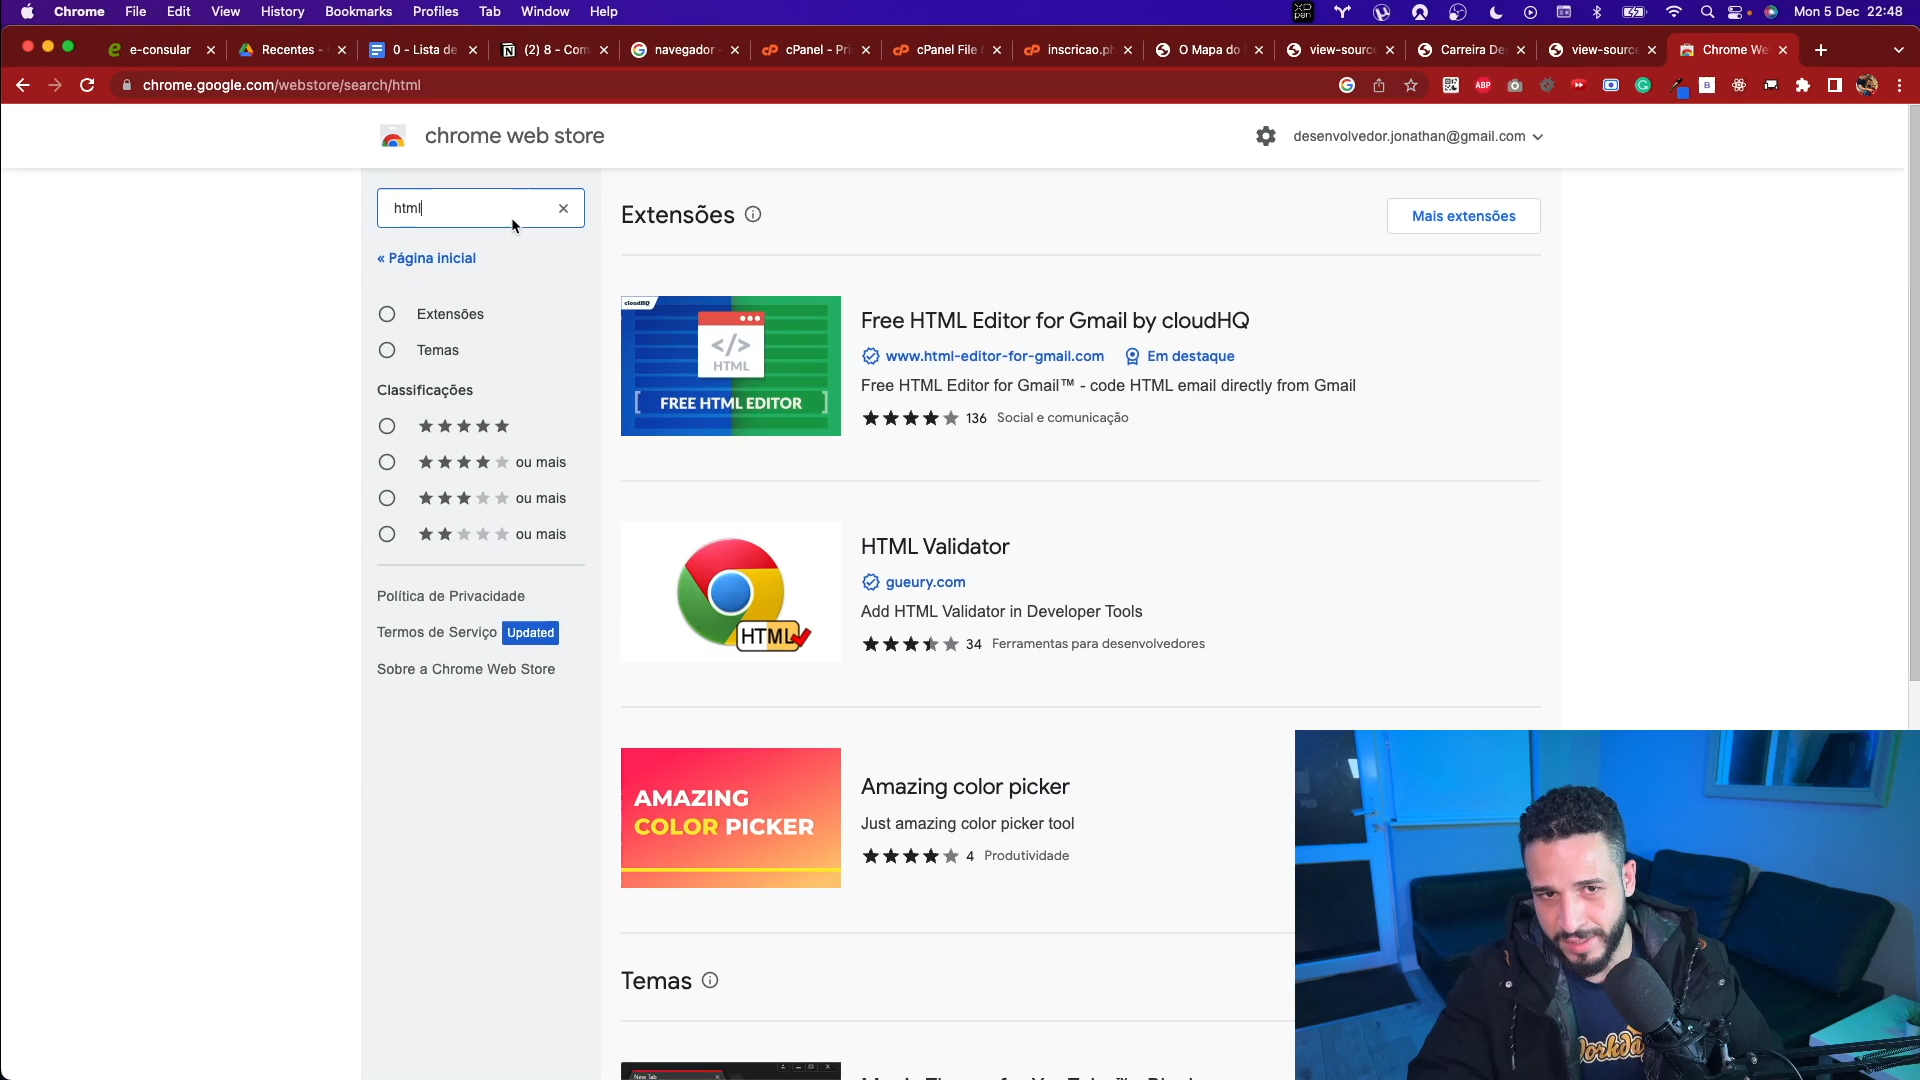 Chrome File Edit View History Bookmarks Profiles Tab Window Help Mon 5 Dec 22:48
e-consular Recentes - 0 - Lista de (2) 8 - Com navegador cPanel - Pri cPanel File inscricao.ph O Mapa do view-source Carreira De view-source Chrome We
chrome.google.com/webstore/search/html
chrome web store
desenvolvedor.jonathan@gmail.com
html
« Página inicial
Extensões
Temas
Classificações
ou mais
ou mais
ou mais
Política de Privacidade
Termos de Serviço Updated
Sobre a Chrome Web Store
Extensões
Mais extensões
cloudHQ
</>
HTML
[ FREE HTML EDITOR ]
Free HTML Editor for Gmail by cloudHQ
www.html-editor-for-gmail.com Em destaque
Free HTML Editor for Gmail™ - code HTML email directly from Gmail
136 Social e comunicação
HTML
HTML Validator
gueury.com
Add HTML Validator in Developer Tools
34 Ferramentas para desenvolvedores
AMAZING
COLOR PICKER
Amazing color picker
Just amazing color picker tool
4 Produtividade
Temas
New Tab